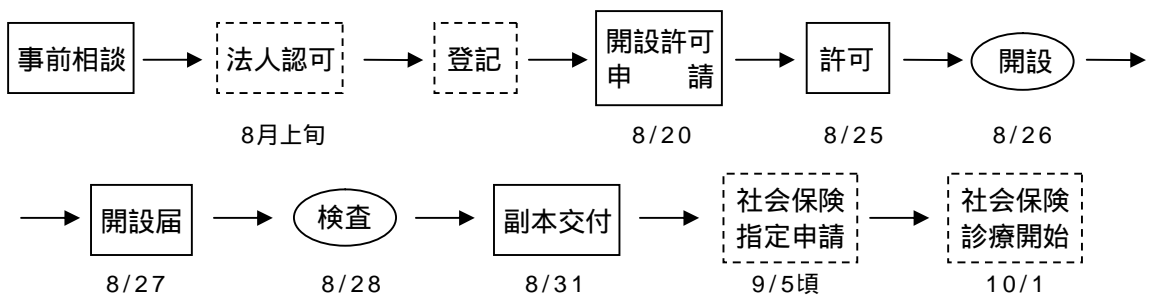 事前相談
法人認可
登記
開設許可
申　　請
許可
開設
8月上旬
8/20
8/25
8/26
開設届
検査
副本交付
社会保険
指定申請
社会保険
診療開始
8/27
8/28
8/31
9/5頃
10/1